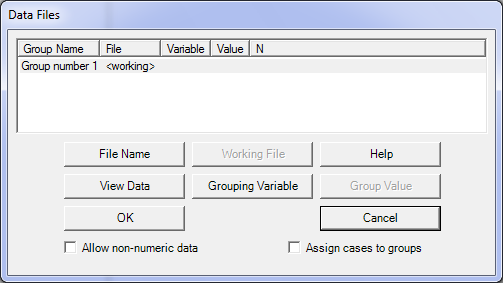 Data Files
Group Name File Variable Value N
Group number 1 <working>
File Name Working File Help
View Data Grouping Variable Group Value
OK Cancel
Allow non-numeric data Assign cases to groups